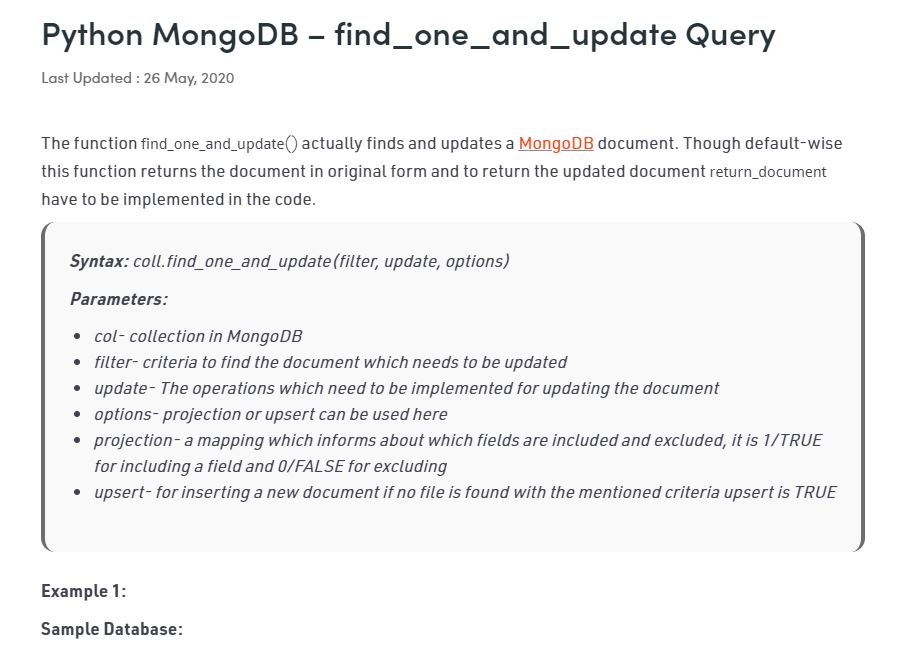 Python MongoDB – find_one_and_update Query
Last Updated : 26 May, 2020
The function find_one_and_update() actually finds and updates a MongoDB document. Though default-wise
this function returns the document in original form and to return the updated document return_document
have to be implemented in the code.
Syntax: coll.find_one_and_update(filter, update, options)
Parameters:
• col- collection in MongoDB
• filter- criteria to find the document which needs to be updated
• update- The operations which need to be implemented for updating the document
• options- projection or upsert can be used here
• projection- a mapping which informs about which fields are included and excluded, it is 1/TRUE
for including a field and 0/FALSE for excluding
• upsert- for inserting a new document if no file is found with the mentioned criteria upsert is TRUE
Example 1:
Sample Database: